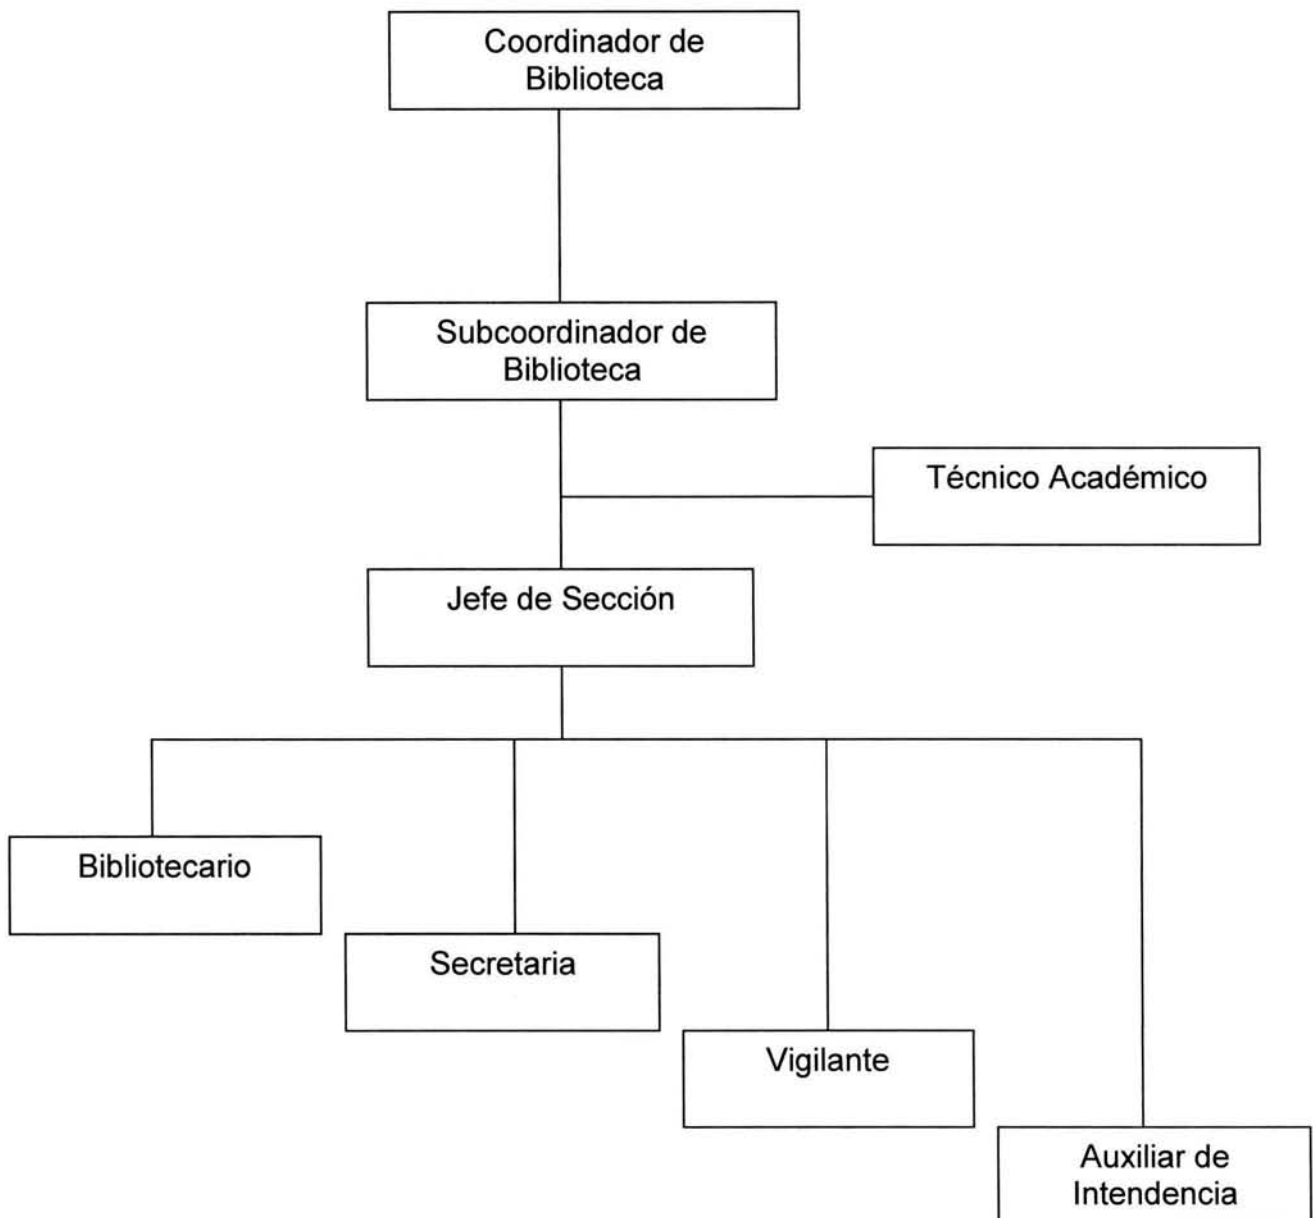 Coordinador de
Biblioteca
Subcoordinador de
Biblioteca
Técnico Académico
Jefe de Sección
Bibliotecario
Secretaria
Vigilante
Auxiliar de
Intendencia